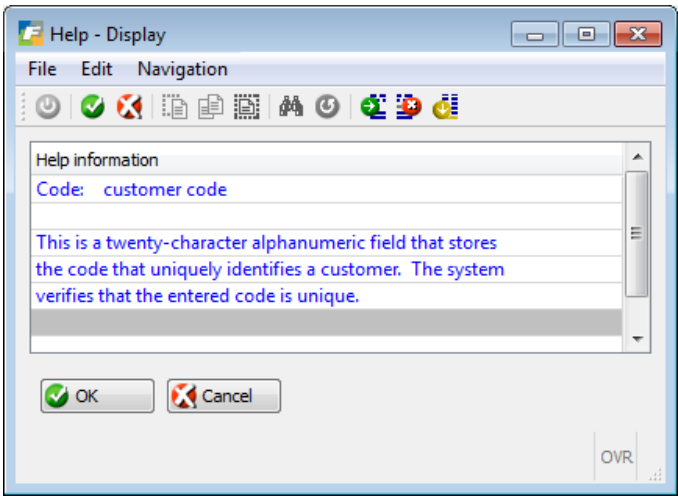 Help - Display
File Edit Navigation
Help information
Code: customer code
This is a twenty-character alphanumeric field that stores
the code that uniquely identifies a customer. The system
verifies that the entered code is unique.
OK Cancel
OVR